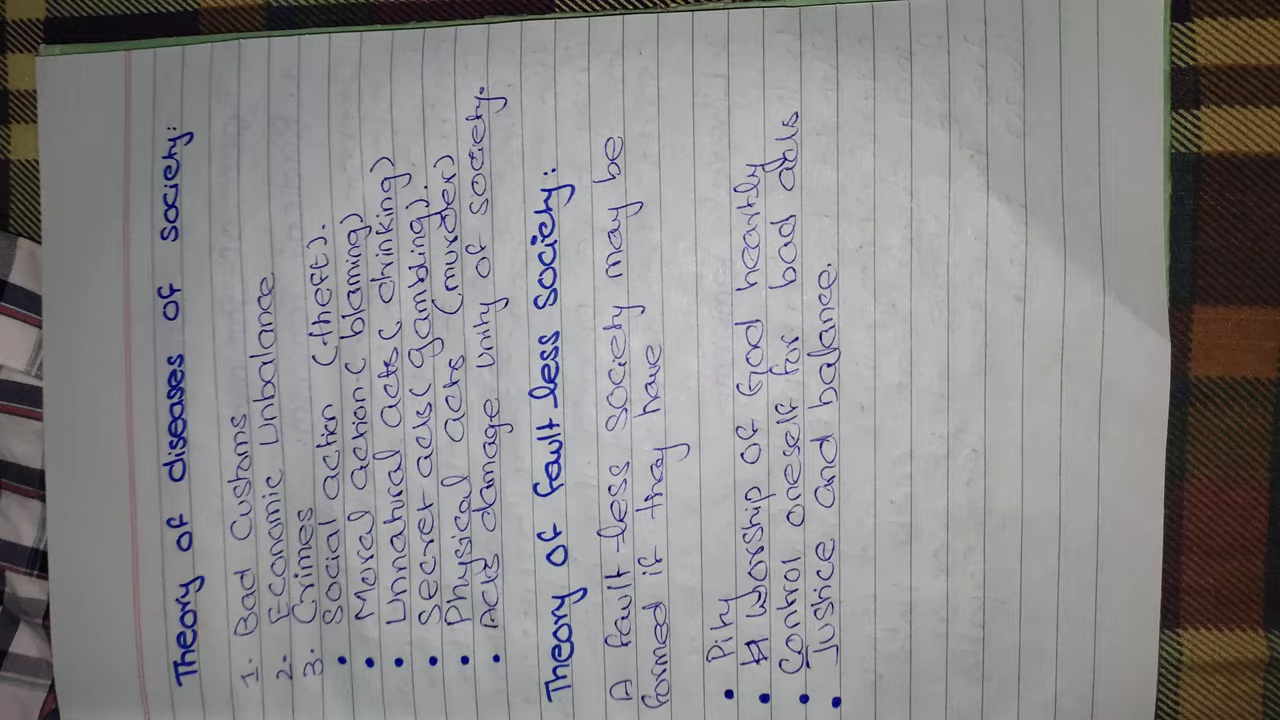 Theory of diseases of society:
1. Bad Customs
2. Economic Unbalance
3. Crimes
• Social action (theft).
• Moral action (blaming)
• Unnatural acts (drinking)
• Secret acts (gambling).
• Physical acts (murder)
• Acts damage unity of society.
Theory of fault-less society:
A fault-less society may be
formed if they have
• Pity
• Worship of God heartly
• Control oneself for bad acts
• Justice and balance.